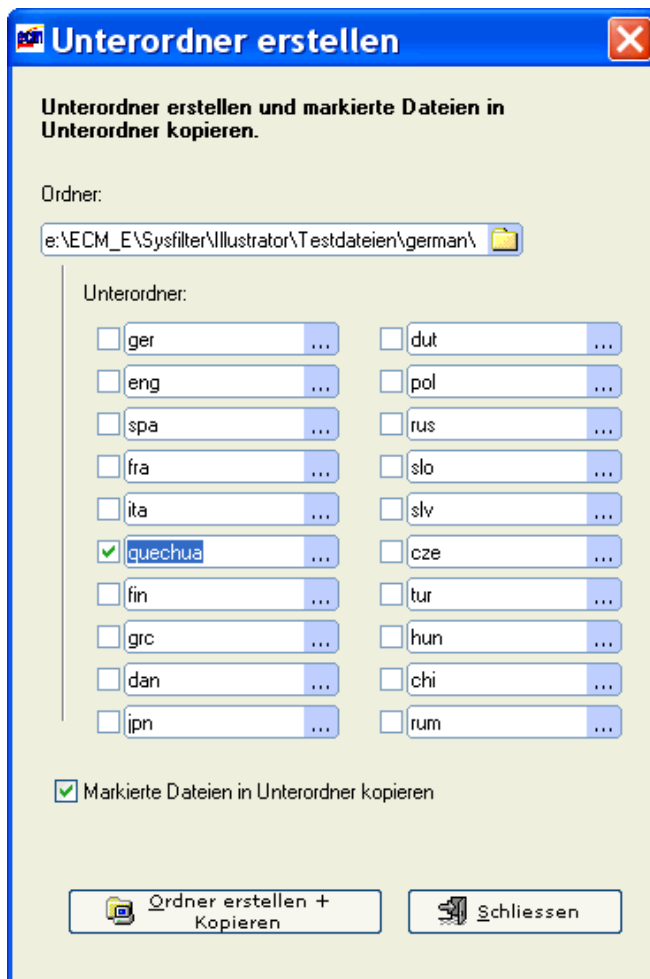 ecm Unterordner erstellen
Unterordner erstellen und markierte Dateien in
Unterordner kopieren.
Ordner:
e:\ECM_E\Sysfilter\Illustrator\Testdateien\german\
Unterordner:
ger ... dut ...
eng ... pol ...
spa ... rus ...
fra ... slo ...
ita ... slv ...
quechua ... cze ...
fin ... tur ...
grc ... hun ...
dan ... chi ...
jpn ... rum ...
Markierte Dateien in Unterordner kopieren
Ordner erstellen +
Kopieren
Schliessen